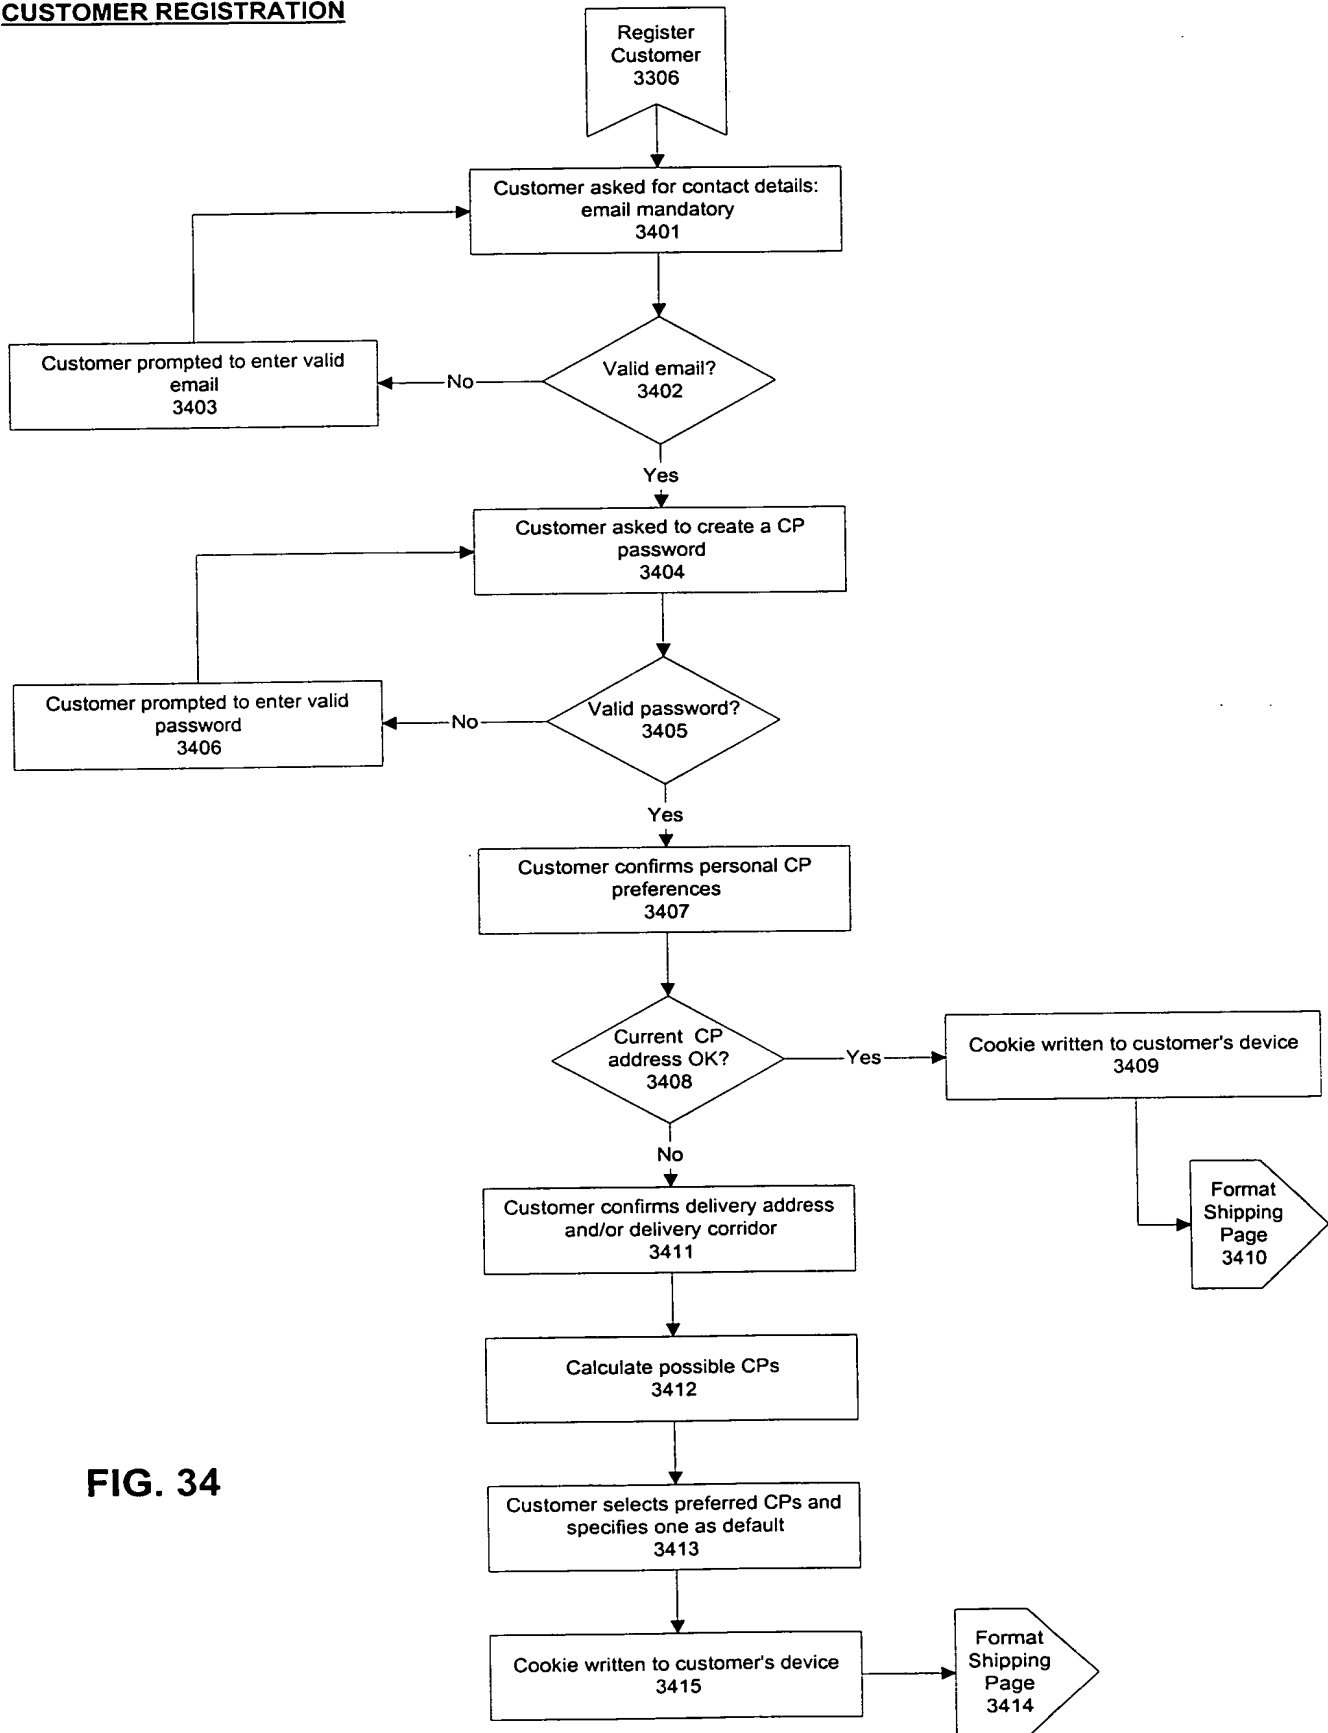 CUSTOMER REGISTRATION
Register
Customer
3306
Customer asked for contact details:
email mandatory
3401
Valid email?
3402
No
Customer prompted to enter valid
email
3403
Yes
Customer asked to create a CP
password
3404
Valid password?
3405
No
Customer prompted to enter valid
password
3406
Yes
Customer confirms personal CP
preferences
3407
Current CP
address OK?
3408
Yes
Cookie written to customer's device
3409
Format
Shipping
Page
3410
No
Customer confirms delivery address
and/or delivery corridor
3411
Calculate possible CPs
3412
Customer selects preferred CPs and
specifies one as default
3413
Cookie written to customer's device
3415
Format
Shipping
Page
3414
FIG. 34